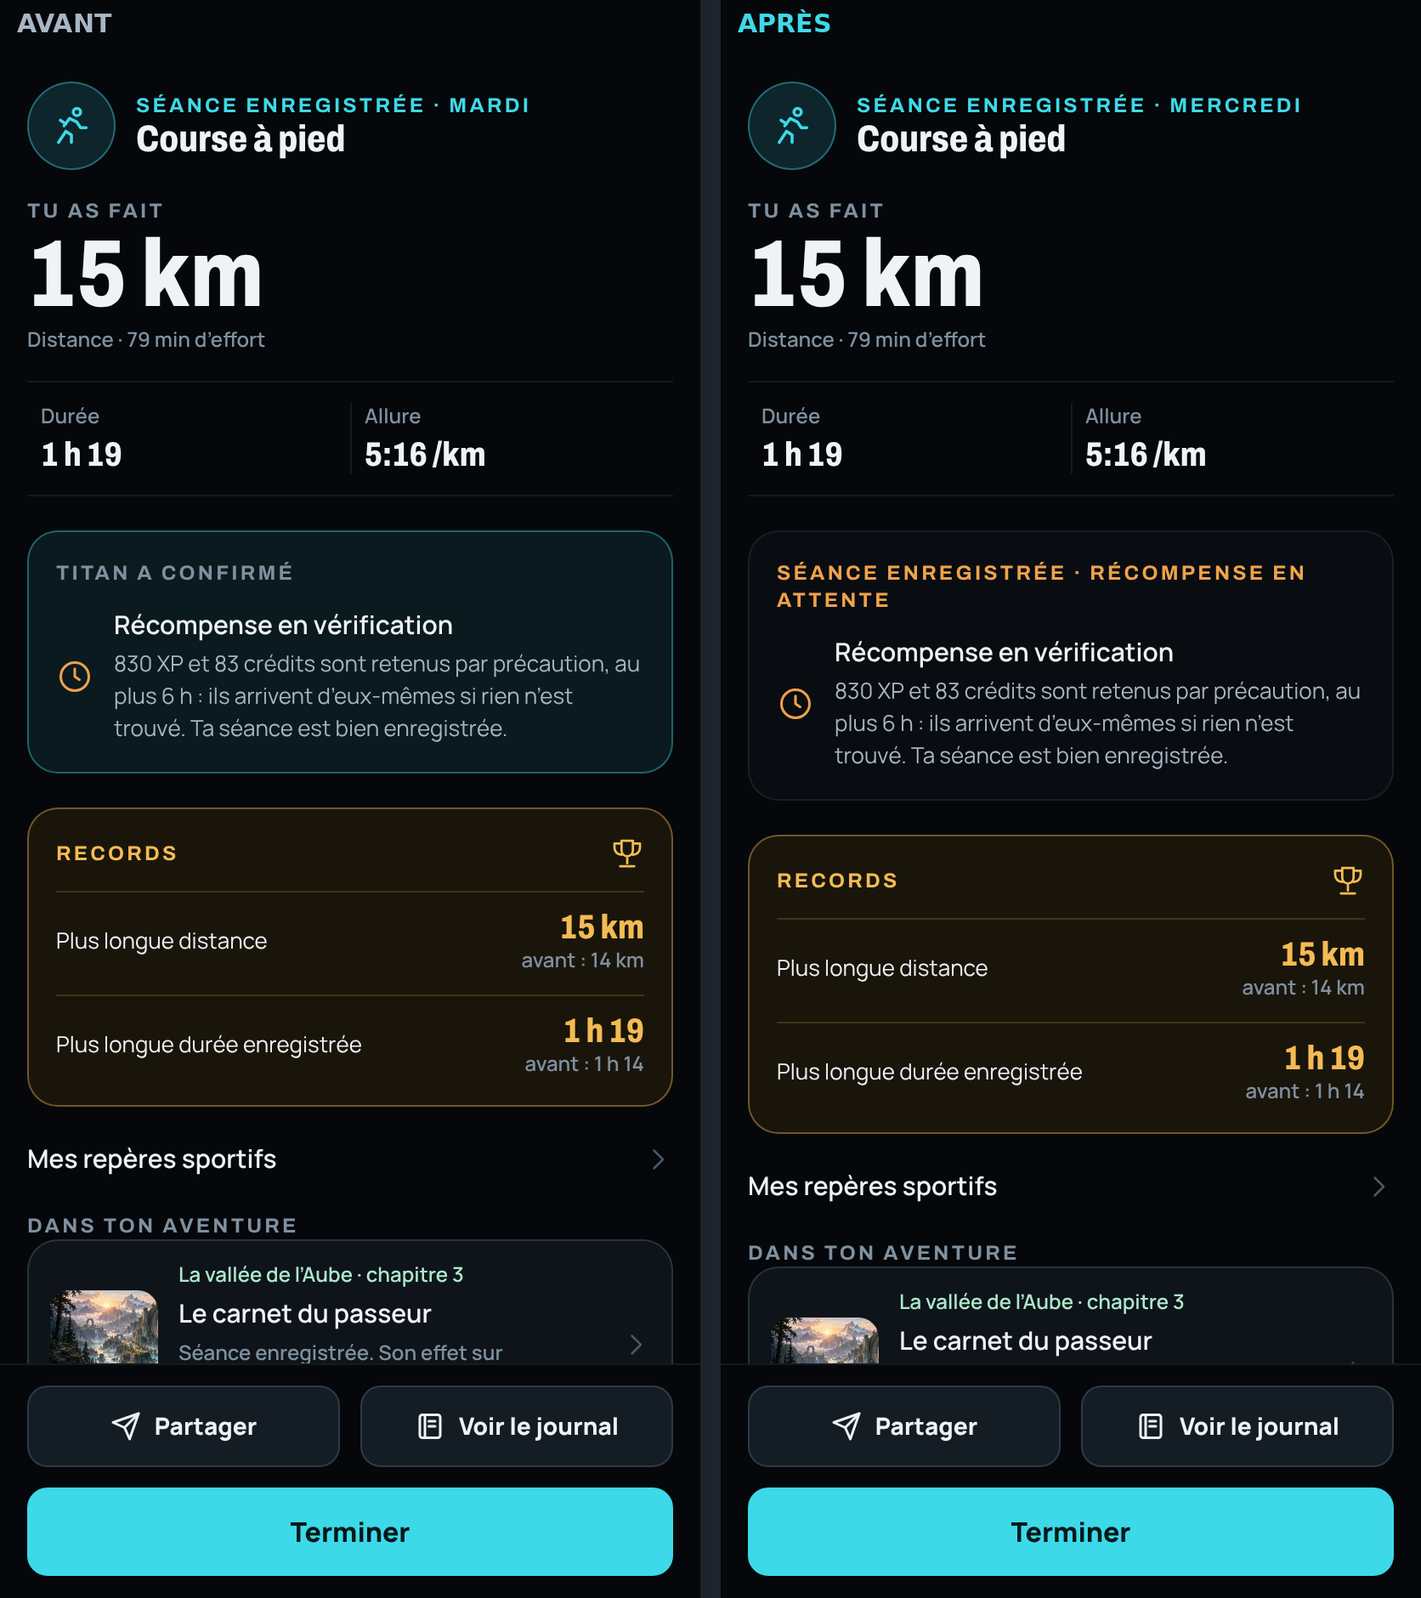 AVANT
SÉANCE ENREGISTRÉE · MARDI
Course à pied
TU AS FAIT
15 km
Distance · 79 min d’effort
Durée
1 h 19
Allure
5:16 /km
TITAN A CONFIRMÉ
Récompense en vérification
830 XP et 83 crédits sont retenus par précaution, au
plus 6 h : ils arrivent d’eux-mêmes si rien n’est
trouvé. Ta séance est bien enregistrée.
RECORDS
Plus longue distance
15 km
avant : 14 km
Plus longue durée enregistrée
1 h 19
avant : 1 h 14
Mes repères sportifs
DANS TON AVENTURE
La vallée de l’Aube · chapitre 3
Le carnet du passeur
Séance enregistrée. Son effet sur
Partager
Voir le journal
Terminer
APRÈS
SÉANCE ENREGISTRÉE · MERCREDI
Course à pied
TU AS FAIT
15 km
Distance · 79 min d’effort
Durée
1 h 19
Allure
5:16 /km
SÉANCE ENREGISTRÉE · RÉCOMPENSE EN
ATTENTE
Récompense en vérification
830 XP et 83 crédits sont retenus par précaution, au
plus 6 h : ils arrivent d’eux-mêmes si rien n’est
trouvé. Ta séance est bien enregistrée.
RECORDS
Plus longue distance
15 km
avant : 14 km
Plus longue durée enregistrée
1 h 19
avant : 1 h 14
Mes repères sportifs
DANS TON AVENTURE
La vallée de l’Aube · chapitre 3
Le carnet du passeur
Partager
Voir le journal
Terminer